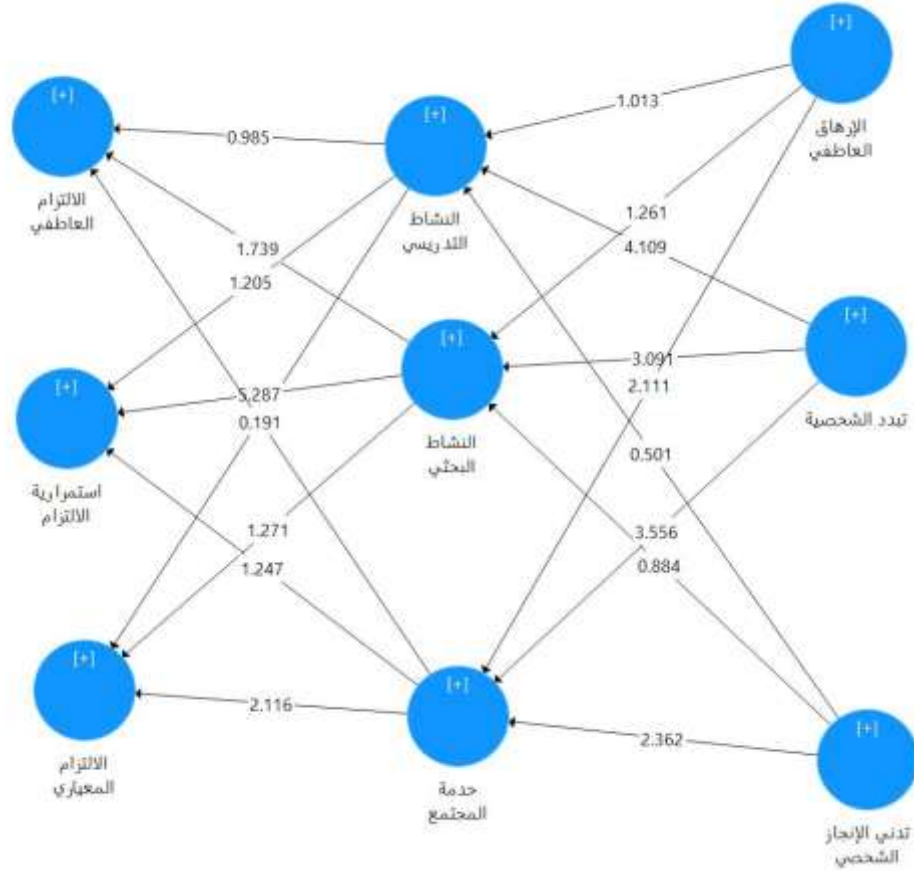 [+]
الإرهاق
العاطفي
[+]
النشاط
التدريسي
[+]
الالتزام
العاطفي
1.013
0.985
1.261
4.109
1.739
1.205
[+]
تبدد الشخصية
[+]
النشاط
البحثي
[+]
استمرارية
الالتزام
3.091
2.111
5.287
0.191
0.501
3.556
0.884
1.271
1.247
[+]
تدني الإنجاز
الشخصي
[+]
خدمة
المجتمع
[+]
الالتزام
المعياري
2.362
2.116